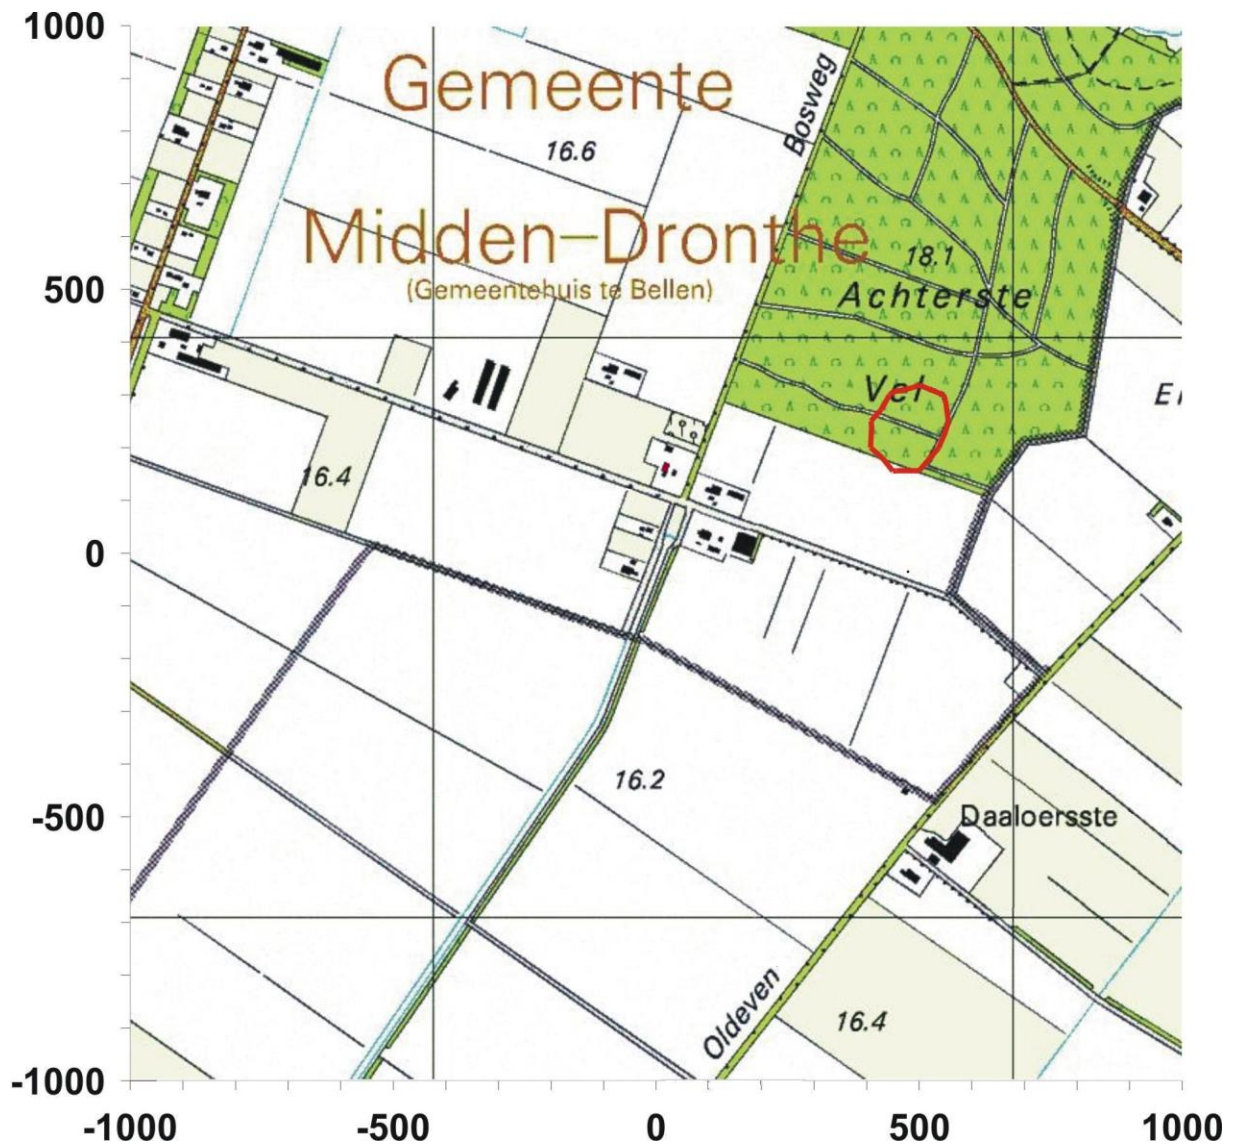 1000
Gemeente
Bosweg
16.6
Midden-Dronthe
(Gemeentehuis te Bellen)
18.1
500
Achterste
Vel
16.4
0
16.2
-500
Daaloersste
Oldeven
16.4
-1000
-1000
-500
0
500
1000